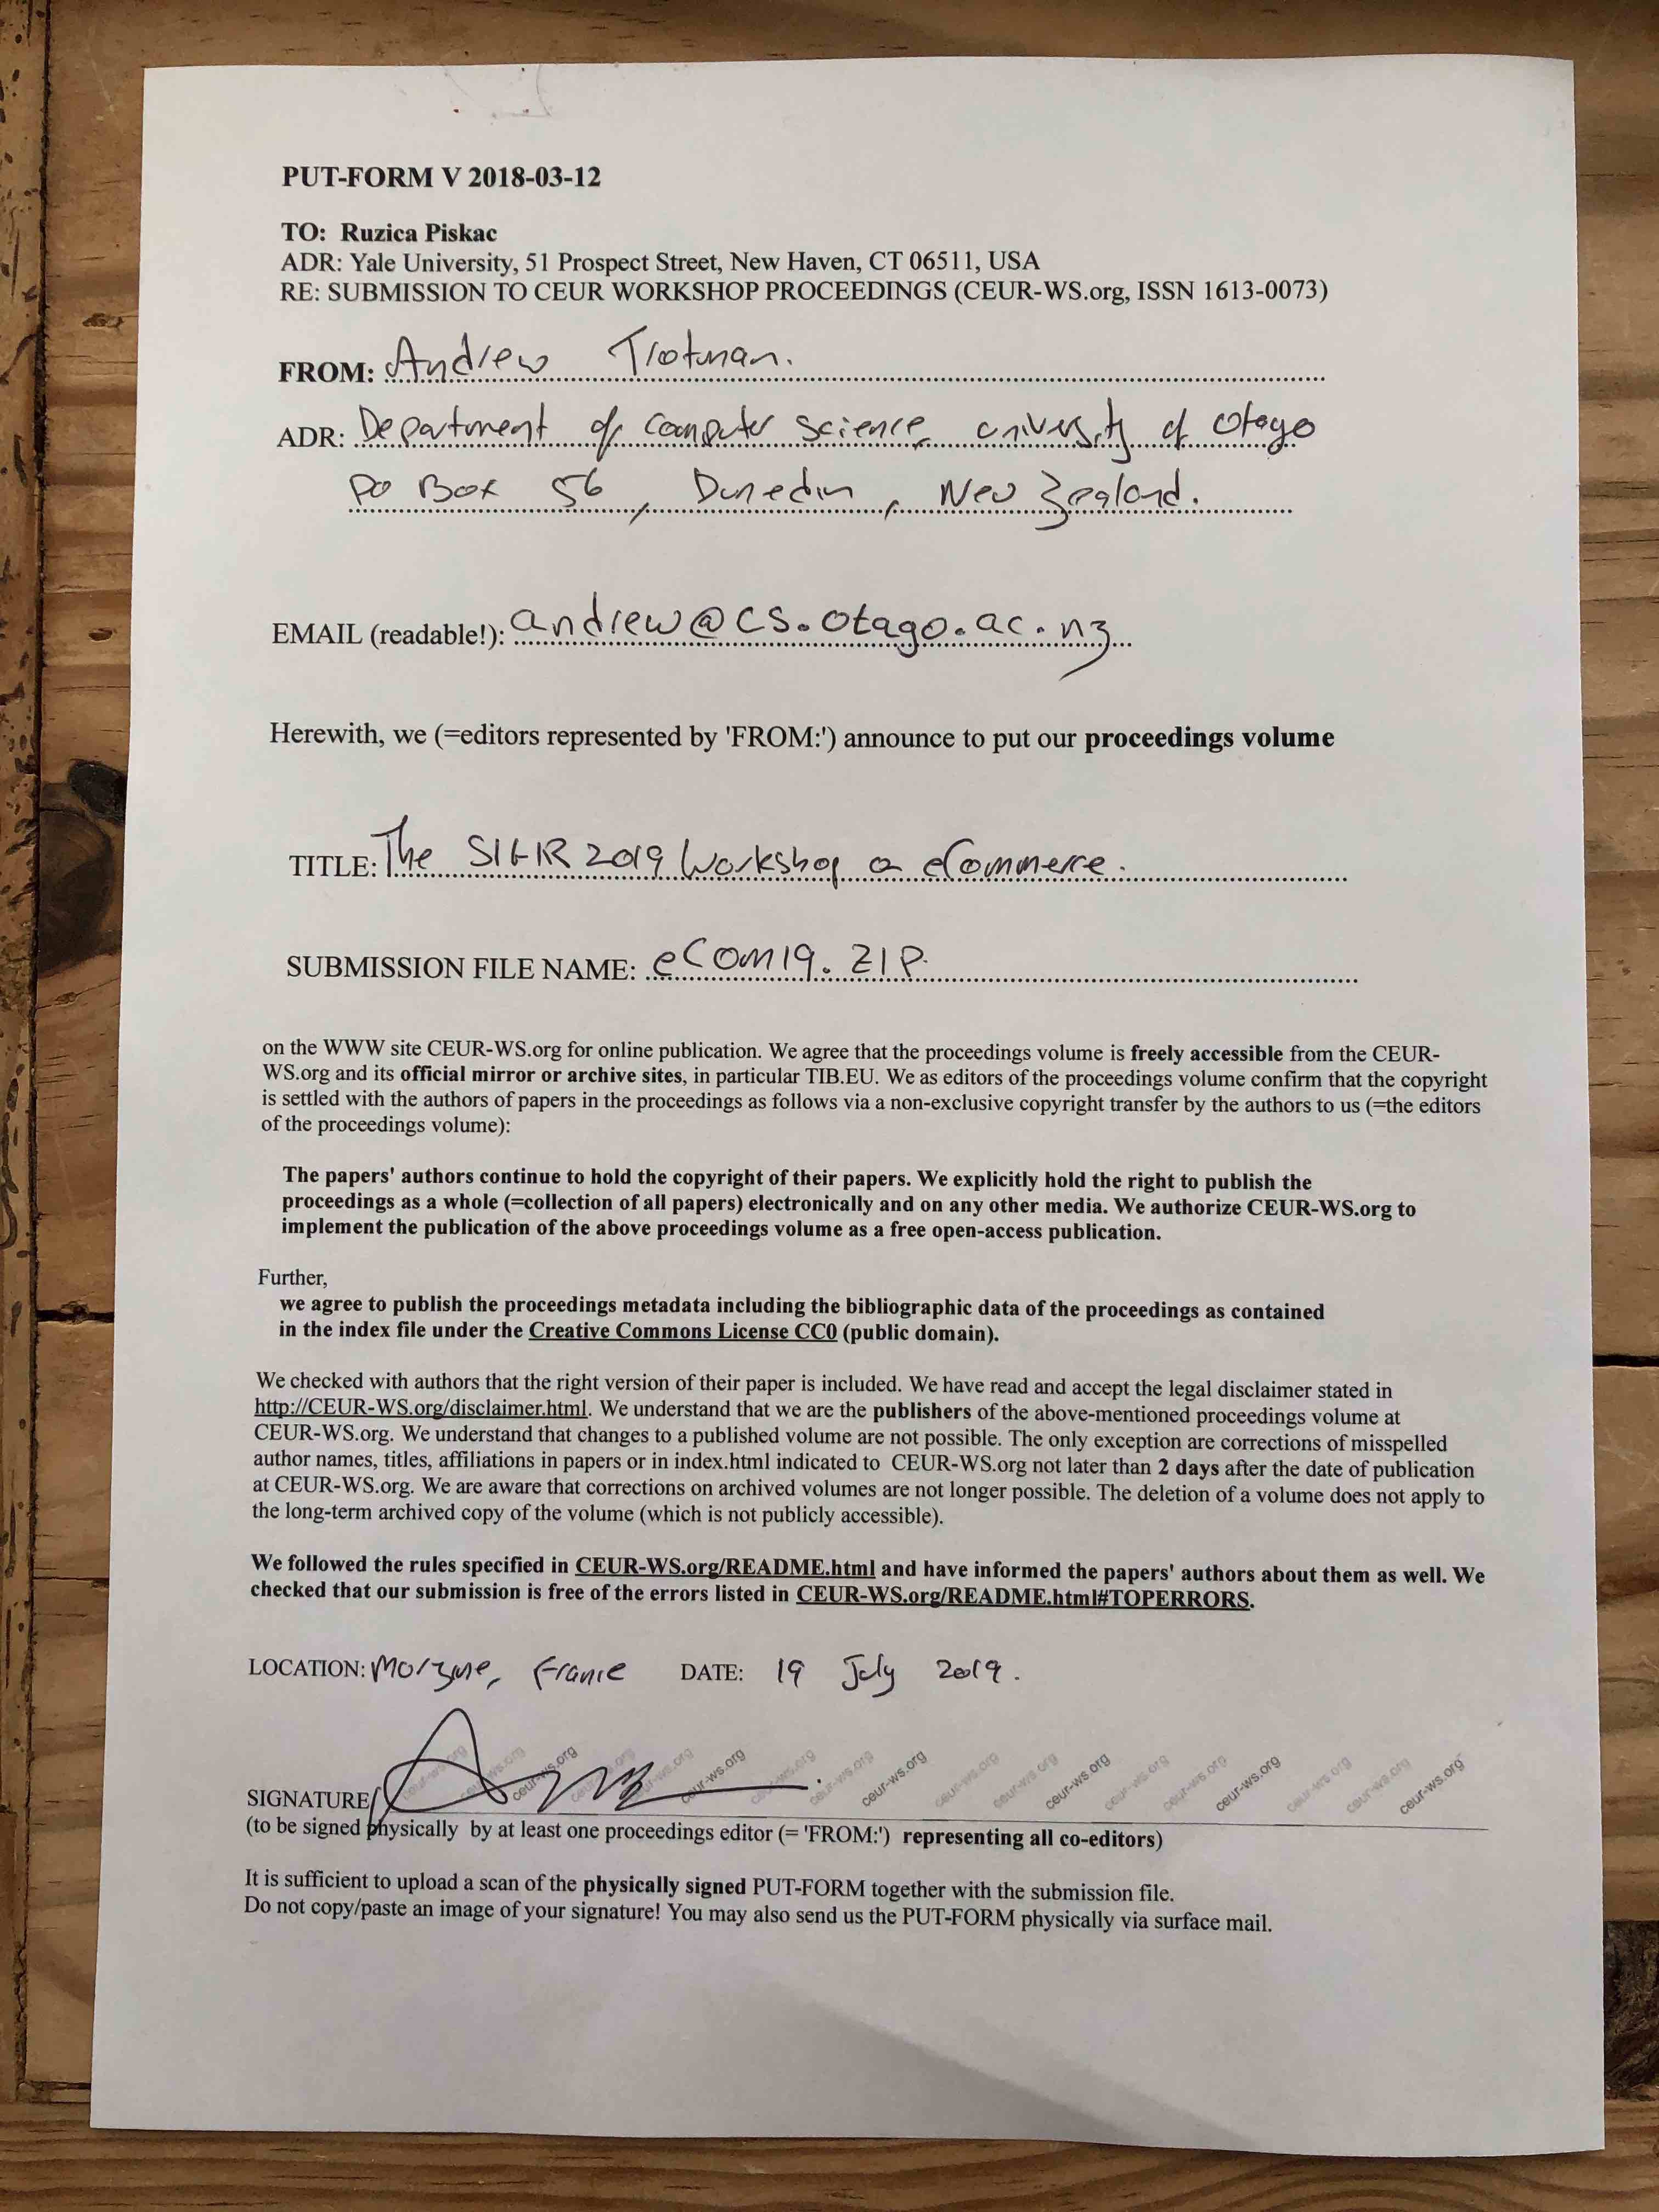 PUT-FORM V 2018-03-12
TO: Ruzica Piskac
ADR: Yale University, 51 Prospect Street, New Haven, CT 06511, USA
RE: SUBMISSION TO CEUR WORKSHOP PROCEEDINGS (CEUR-WS.org, ISSN 1613-0073)
FROM: Andrew Trotman.
ADR: Department of Computer Science, University of Otago
PO Box 56, Dunedin, New Zealand.
EMAIL (readable!): andrew@cs.otago.ac.nz
Herewith, we (=editors represented by 'FROM:') announce to put our proceedings volume
TITLE: The SIGIR 2019 Workshop o eCommerce.
SUBMISSION FILE NAME: eCom19.ZIP
on the WWW site CEUR-WS.org for online publication. We agree that the proceedings volume is freely accessible from the CEUR-
WS.org and its official mirror or archive sites, in particular TIB.EU. We as editors of the proceedings volume confirm that the copyright
is settled with the authors of papers in the proceedings as follows via a non-exclusive copyright transfer by the authors to us (=the editors
of the proceedings volume):
The papers' authors continue to hold the copyright of their papers. We explicitly hold the right to publish the
proceedings as a whole (=collection of all papers) electronically and on any other media. We authorize CEUR-WS.org to
implement the publication of the above proceedings volume as a free open-access publication.
Further,
we agree to publish the proceedings metadata including the bibliographic data of the proceedings as contained
in the index file under the Creative Commons License CC0 (public domain).
We checked with authors that the right version of their paper is included. We have read and accept the legal disclaimer stated in
http://CEUR-WS.org/disclaimer.html. We understand that we are the publishers of the above-mentioned proceedings volume at
CEUR-WS.org. We understand that changes to a published volume are not possible. The only exception are corrections of misspelled
author names, titles, affiliations in papers or in index.html indicated to CEUR-WS.org not later than 2 days after the date of publication
at CEUR-WS.org. We are aware that corrections on archived volumes are not longer possible. The deletion of a volume does not apply to
the long-term archived copy of the volume (which is not publicly accessible).
We followed the rules specified in CEUR-WS.org/README.html and have informed the papers' authors about them as well. We
checked that our submission is free of the errors listed in CEUR-WS.org/README.html#TOPERRORS.
LOCATION: Morzine, France DATE: 19 July 2019.
ceur-ws.org ceur-ws.org ceur-ws.org ceur-ws.org ceur-ws.org ceur-ws.org ceur-ws.org ceur-ws.org ceur-ws.org ceur-ws.org ceur-ws.org ceur-ws.org ceur-ws.org ceur-ws.org ceur-ws.org ceur-ws.org ceur-ws.org ceur-ws.org
SIGNATURE
(to be signed physically by at least one proceedings editor (= 'FROM:') representing all co-editors)
It is sufficient to upload a scan of the physically signed PUT-FORM together with the submission file.
Do not copy/paste an image of your signature! You may also send us the PUT-FORM physically via surface mail.